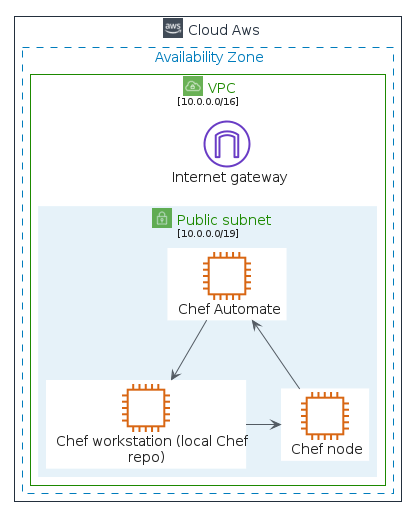 aws
Cloud Aws
Availability Zone
VPC
[10.0.0.0/16]
Internet gateway
Public subnet
[10.0.0.0/19]
Chef Automate
Chef workstation (local Chef
repo)
Chef node